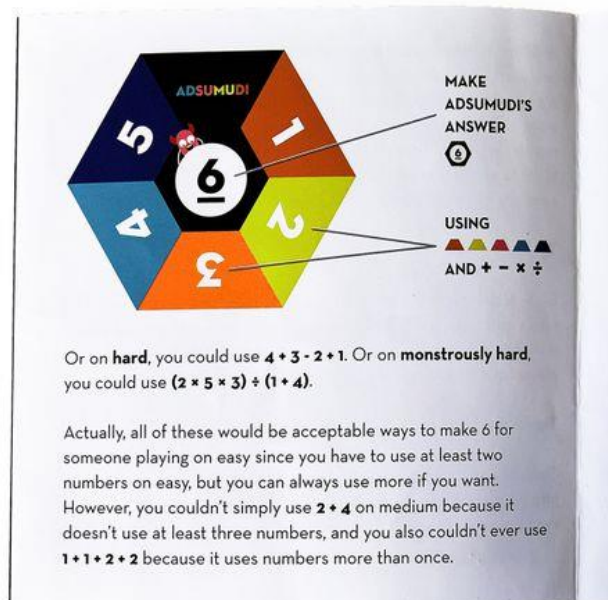 ADSUMUDI
5
1
6
4
2
3
MAKE
ADSUMUDI'S
ANSWER
6
USING
AND + − × ÷
Or on hard, you could use 4 + 3 - 2 + 1. Or on monstrously hard,
you could use (2 × 5 × 3) ÷ (1 + 4).
Actually, all of these would be acceptable ways to make 6 for
someone playing on easy since you have to use at least two
numbers on easy, but you can always use more if you want.
However, you couldn't simply use 2 + 4 on medium because it
doesn't use at least three numbers, and you also couldn't ever use
1 + 1 + 2 + 2 because it uses numbers more than once.